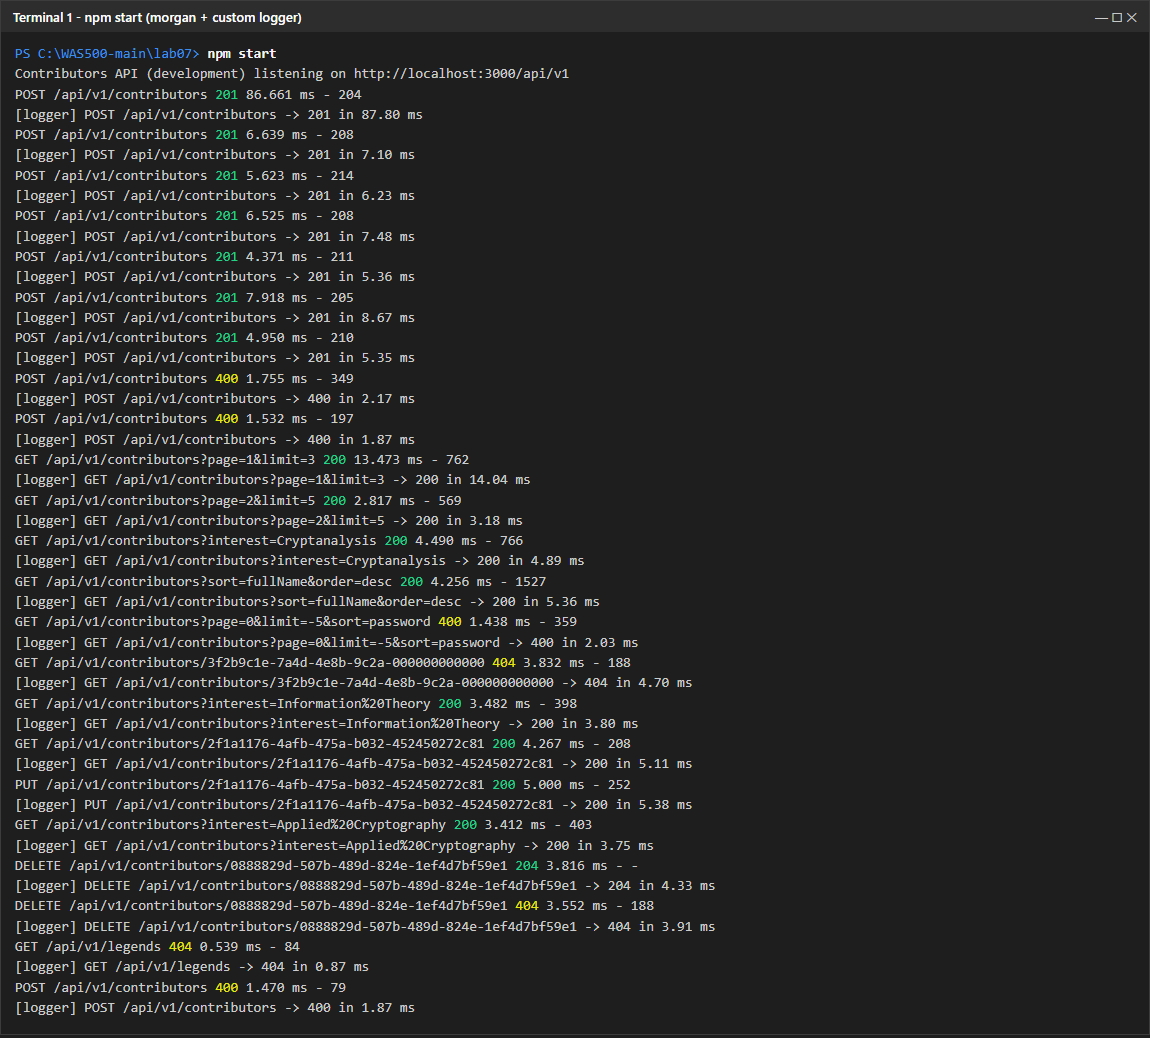 Terminal 1 - npm start (morgan + custom logger)
PS C:\WAS500-main\lab07> npm start
Contributors API (development) listening on http://localhost:3000/api/v1
POST /api/v1/contributors 201 86.661 ms - 204
[logger] POST /api/v1/contributors -> 201 in 87.80 ms
POST /api/v1/contributors 201 6.639 ms - 208
[logger] POST /api/v1/contributors -> 201 in 7.10 ms
POST /api/v1/contributors 201 5.623 ms - 214
[logger] POST /api/v1/contributors -> 201 in 6.23 ms
POST /api/v1/contributors 201 6.525 ms - 208
[logger] POST /api/v1/contributors -> 201 in 7.48 ms
POST /api/v1/contributors 201 4.371 ms - 211
[logger] POST /api/v1/contributors -> 201 in 5.36 ms
POST /api/v1/contributors 201 7.918 ms - 205
[logger] POST /api/v1/contributors -> 201 in 8.67 ms
POST /api/v1/contributors 201 4.950 ms - 210
[logger] POST /api/v1/contributors -> 201 in 5.35 ms
POST /api/v1/contributors 400 1.755 ms - 349
[logger] POST /api/v1/contributors -> 400 in 2.17 ms
POST /api/v1/contributors 400 1.532 ms - 197
[logger] POST /api/v1/contributors -> 400 in 1.87 ms
GET /api/v1/contributors?page=1&limit=3 200 13.473 ms - 762
[logger] GET /api/v1/contributors?page=1&limit=3 -> 200 in 14.04 ms
GET /api/v1/contributors?page=2&limit=5 200 2.817 ms - 569
[logger] GET /api/v1/contributors?page=2&limit=5 -> 200 in 3.18 ms
GET /api/v1/contributors?interest=Cryptanalysis 200 4.490 ms - 766
[logger] GET /api/v1/contributors?interest=Cryptanalysis -> 200 in 4.89 ms
GET /api/v1/contributors?sort=fullName&order=desc 200 4.256 ms - 1527
[logger] GET /api/v1/contributors?sort=fullName&order=desc -> 200 in 5.36 ms
GET /api/v1/contributors?page=0&limit=-5&sort=password 400 1.438 ms - 359
[logger] GET /api/v1/contributors?page=0&limit=-5&sort=password -> 400 in 2.03 ms
GET /api/v1/contributors/3f2b9c1e-7a4d-4e8b-9c2a-000000000000 404 3.832 ms - 188
[logger] GET /api/v1/contributors/3f2b9c1e-7a4d-4e8b-9c2a-000000000000 -> 404 in 4.70 ms
GET /api/v1/contributors?interest=Information%20Theory 200 3.482 ms - 398
[logger] GET /api/v1/contributors?interest=Information%20Theory -> 200 in 3.80 ms
GET /api/v1/contributors/2f1a1176-4afb-475a-b032-452450272c81 200 4.267 ms - 208
[logger] GET /api/v1/contributors/2f1a1176-4afb-475a-b032-452450272c81 -> 200 in 5.11 ms
PUT /api/v1/contributors/2f1a1176-4afb-475a-b032-452450272c81 200 5.000 ms - 252
[logger] PUT /api/v1/contributors/2f1a1176-4afb-475a-b032-452450272c81 -> 200 in 5.38 ms
GET /api/v1/contributors?interest=Applied%20Cryptography 200 3.412 ms - 403
[logger] GET /api/v1/contributors?interest=Applied%20Cryptography -> 200 in 3.75 ms
DELETE /api/v1/contributors/0888829d-507b-489d-824e-1ef4d7bf59e1 204 3.816 ms - -
[logger] DELETE /api/v1/contributors/0888829d-507b-489d-824e-1ef4d7bf59e1 -> 204 in 4.33 ms
DELETE /api/v1/contributors/0888829d-507b-489d-824e-1ef4d7bf59e1 404 3.552 ms - 188
[logger] DELETE /api/v1/contributors/0888829d-507b-489d-824e-1ef4d7bf59e1 -> 404 in 3.91 ms
GET /api/v1/legends 404 0.539 ms - 84
[logger] GET /api/v1/legends -> 404 in 0.87 ms
POST /api/v1/contributors 400 1.470 ms - 79
[logger] POST /api/v1/contributors -> 400 in 1.87 ms